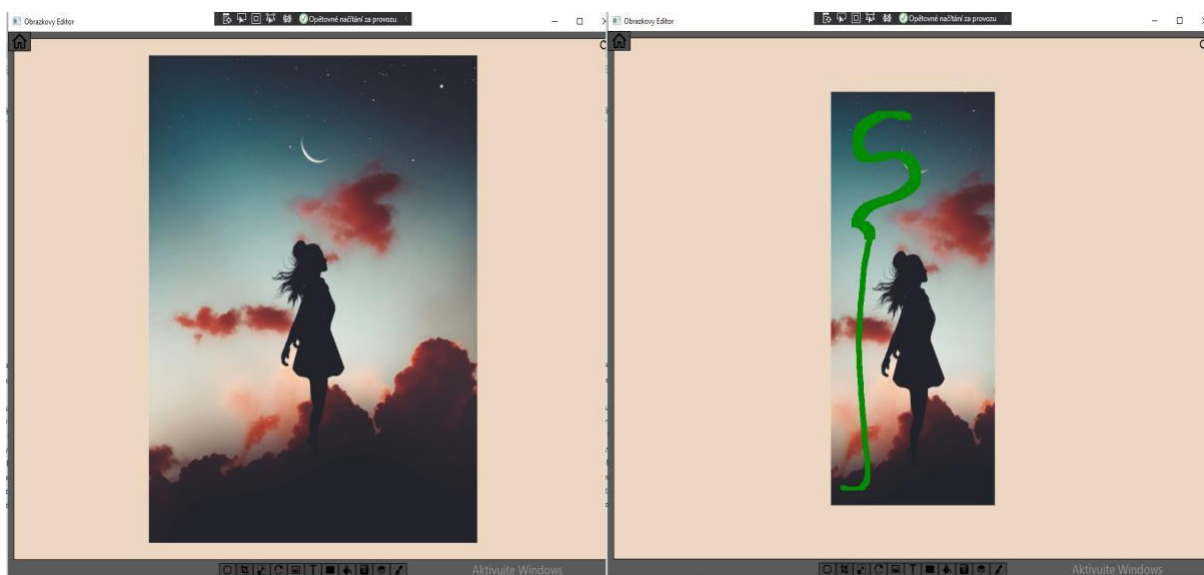 Obrazkovy Editor
Opětovné načítání za provozu
Aktivujte Windows
Obrazkovy Editor
Opětovné načítání za provozu
Aktivujte Windows